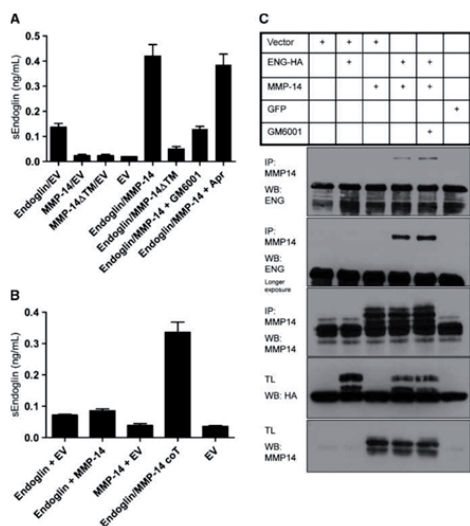 A
sEndoglin (ng/mL)
0.5
0.4
0.3
0.2
0.1
0.0
Endoglin/EV
MMP-14/EV
MMP-14ΔTM/EV
EV
Endoglin/MMP-14
Endoglin/MMP-14ΔTM
Endoglin/MMP-14 + GM6001
Endoglin/MMP-14 + Apr
B
sEndoglin (ng/mL)
0.4
0.3
0.2
0.1
0.0
Endoglin + EV
Endoglin + MMP-14
MMP-14 + EV
Endoglin/MMP-14 coT
EV
C
Vector + + +
ENG-HA + + +
MMP-14 + + +
GFP +
GM6001 +
IP:
MMP14
WB:
ENG
IP:
MMP14
WB:
ENG
Longer
exposure
IP:
MMP14
WB:
MMP14
TL
WB: HA
TL
WB:
MMP14